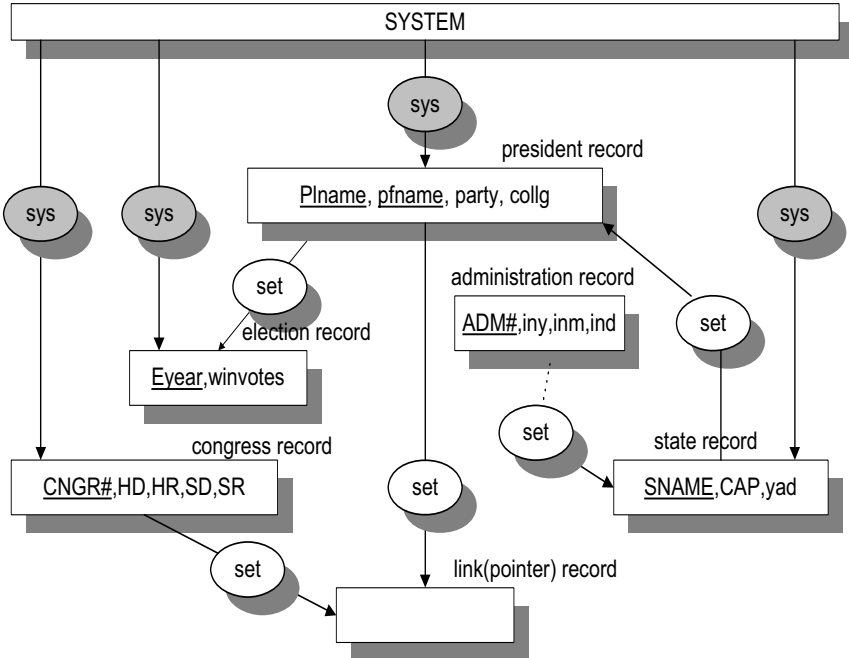 SYSTEM
sys
president record
Plname, pfname, party, collg
sys
sys
sys
administration record
set
ADM#,iny,inm,ind
set
election record
Eyear,winvotes
set
state record
congress record
CNGR#,HD,HR,SD,SR
set
SNAME,CAP,yad
set
link(pointer) record